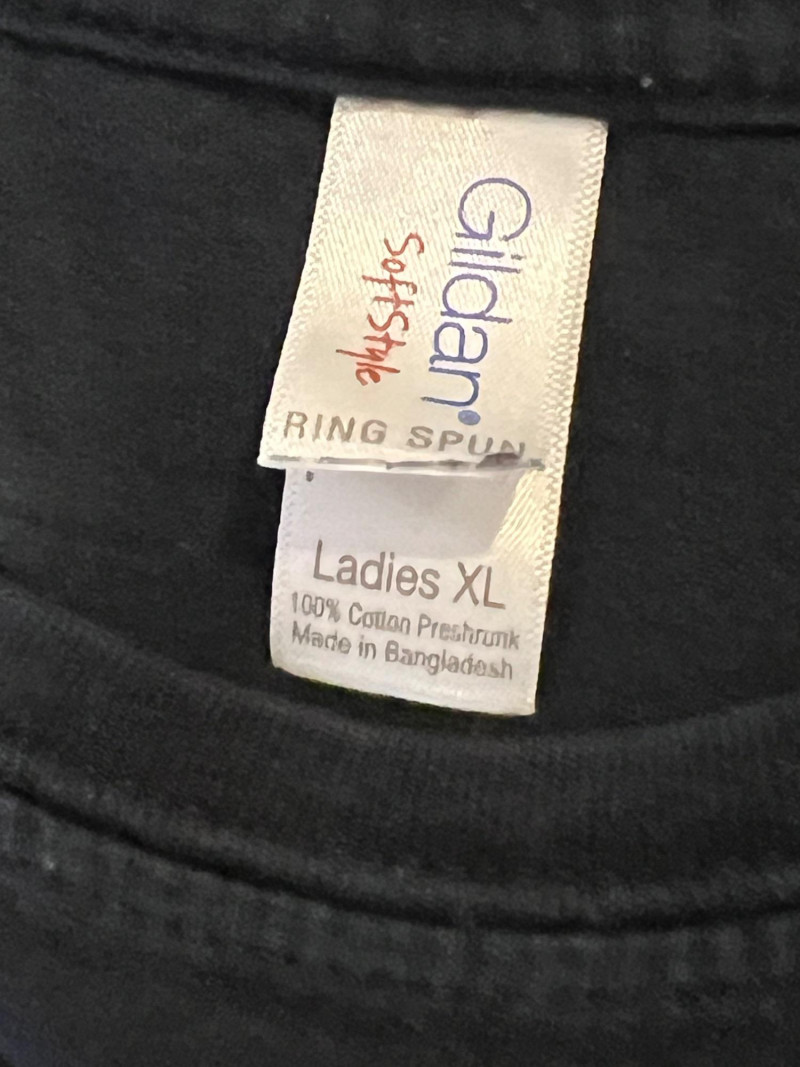 Gildan®
SoftStyle
RING SPUN
Ladies XL
100% Cotton Preshrunk
Made in Bangladesh